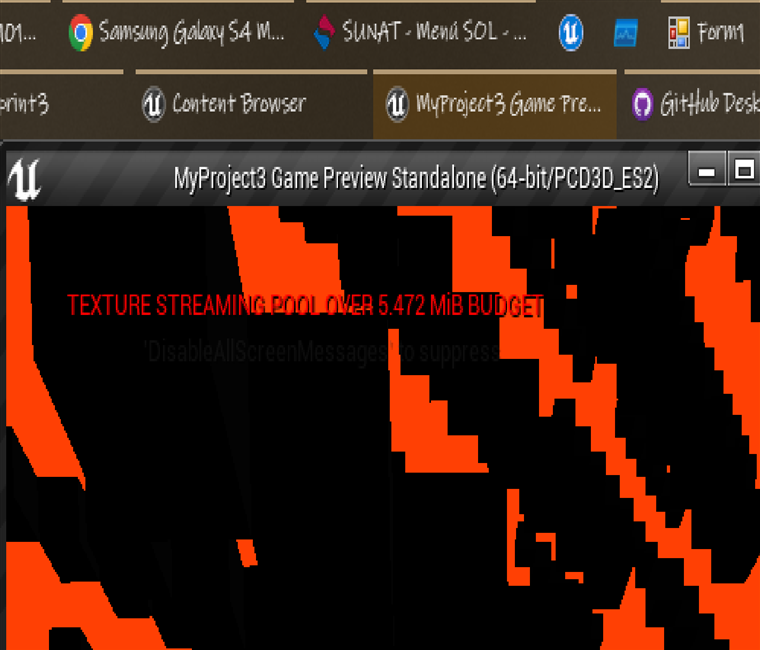 Samsung Galaxy S4 M...
SUNAT - Menú SOL - ...
Form1
print3
Content Browser
MyProject3 Game Pre...
GitHub Desk
MyProject3 Game Preview Standalone (64-bit/PCD3D_ES2)
TEXTURE STREAMING POOL OVER 5.472 MiB BUDGET
'DisableAllScreenMessages' to suppress